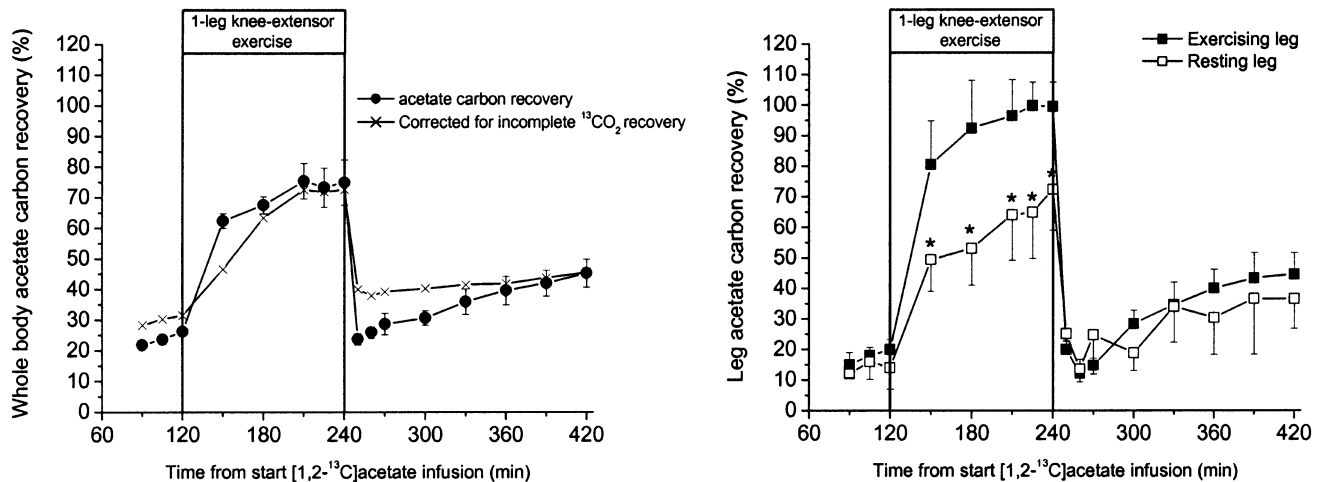 1-leg knee-extensor
exercise
Whole body acetate carbon recovery (%)
120
110
100
90
80
70
60
50
40
30
20
10
0
acetate carbon recovery
Corrected for incomplete ¹³CO₂ recovery
60 120 180 240 300 360 420
Time from start [1,2-¹³C]acetate infusion (min)
1-leg knee-extensor
exercise
Leg acetate carbon recovery (%)
120
110
100
90
80
70
60
50
40
30
20
10
0
Exercising leg
Resting leg
* * * * *
60 120 180 240 300 360 420
Time from start [1,2-¹³C]acetate infusion (min)